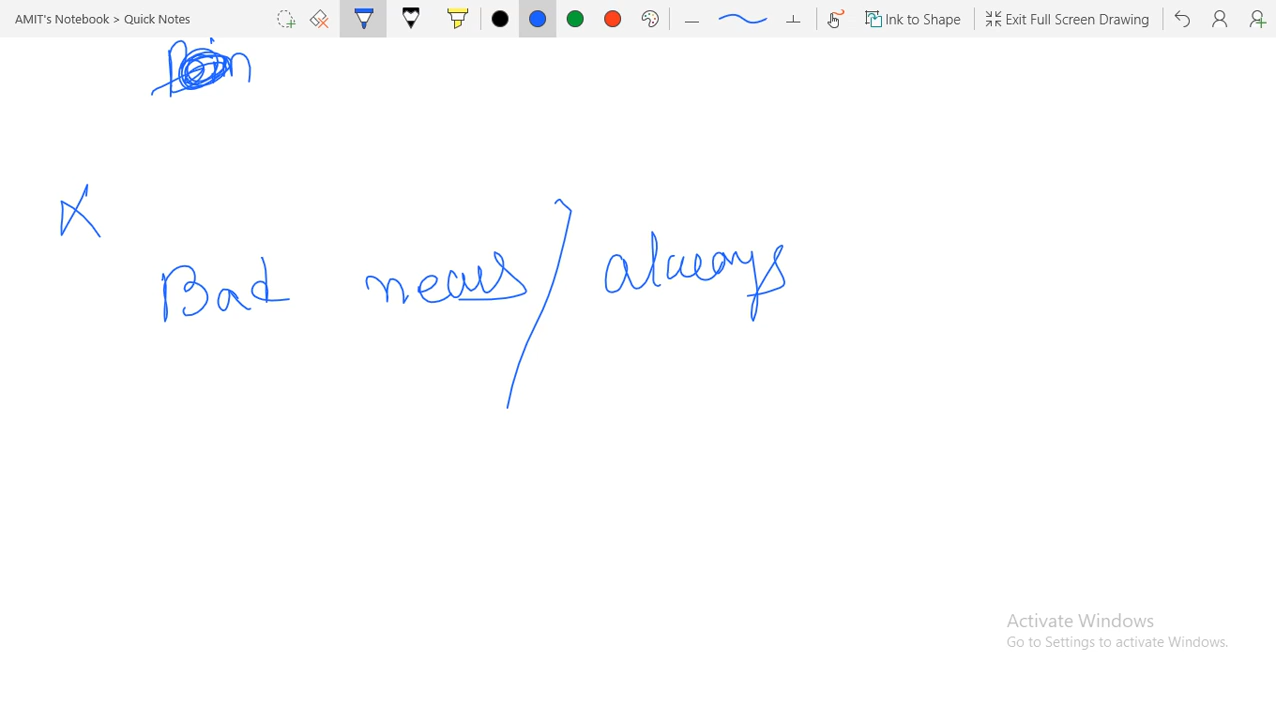 AMIT's Notebook > Quick Notes Ink to Shape Exit Full Screen Drawing
Bad news / always
Activate Windows
Go to Settings to activate Windows.